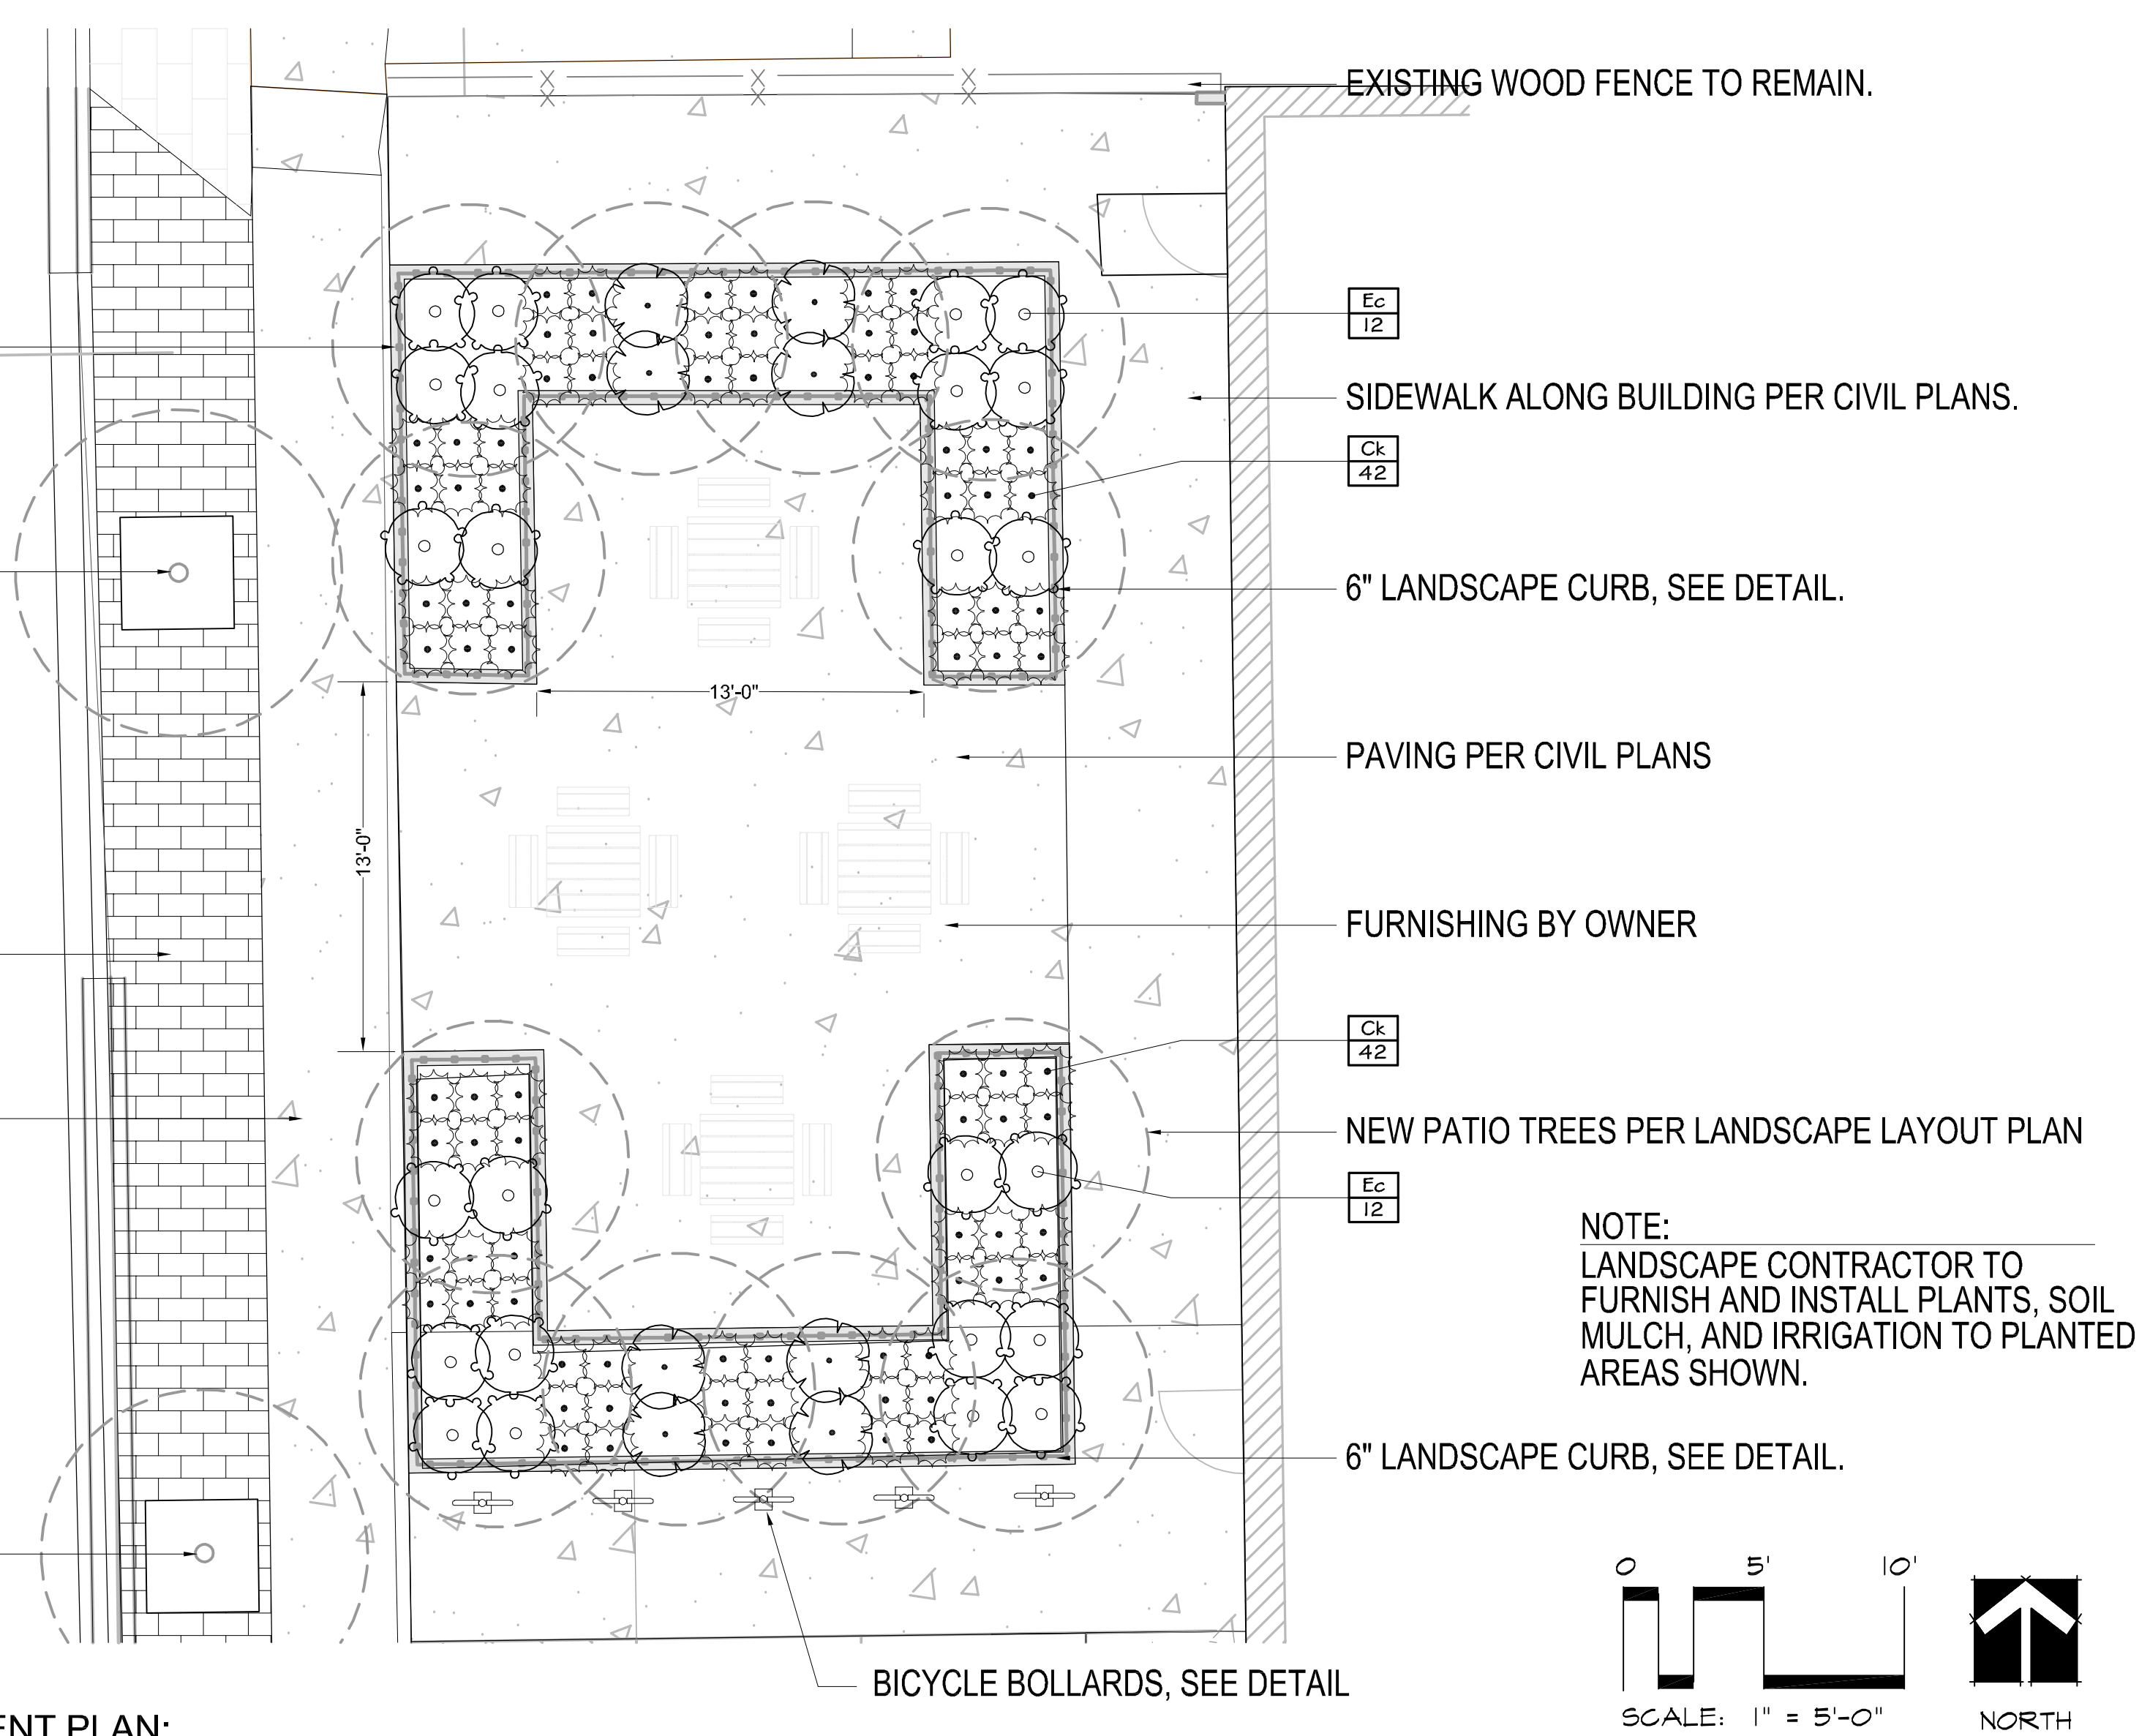 EXISTING WOOD FENCE TO REMAIN.
Ec
12
SIDEWALK ALONG BUILDING PER CIVIL PLANS.
Ck
42
6" LANDSCAPE CURB, SEE DETAIL.
13'-0"
PAVING PER CIVIL PLANS
13'-0"
FURNISHING BY OWNER
Ck
42
NEW PATIO TREES PER LANDSCAPE LAYOUT PLAN
Ec
12
NOTE:
LANDSCAPE CONTRACTOR TO
FURNISH AND INSTALL PLANTS, SOIL
MULCH, AND IRRIGATION TO PLANTED
AREAS SHOWN.
6" LANDSCAPE CURB, SEE DETAIL.
0 5' 10'
BICYCLE BOLLARDS, SEE DETAIL
SCALE: 1" = 5'-0"
NORTH
ENT PLAN: